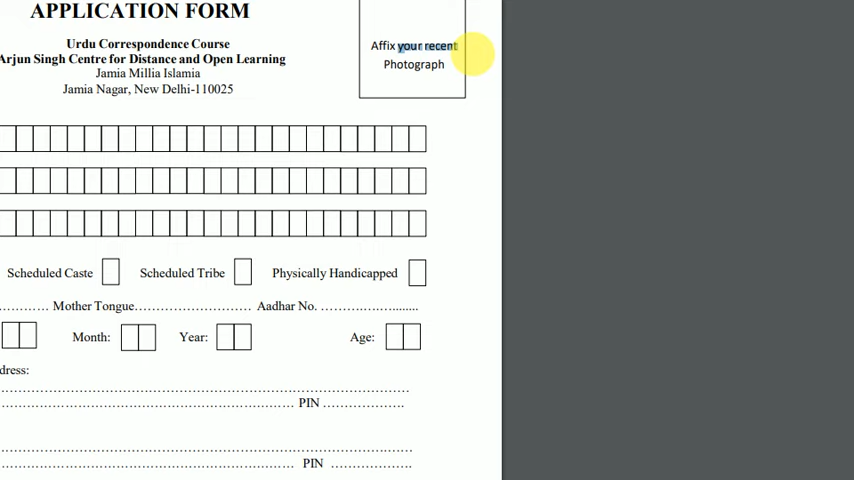 APPLICATION FORM
Urdu Correspondence Course
Arjun Singh Centre for Distance and Open Learning
Jamia Millia Islamia
Jamia Nagar, New Delhi-110025
Affix your recent
Photograph
Scheduled Caste Scheduled Tribe Physically Handicapped
………… Mother Tongue………………………… Aadhar No. ……………........
Month: Year: Age:
dress:
…………………………………………………………………………
………………………………………………… PIN ………………
…………………………………………………………………………
………………………………………………… PIN ………………